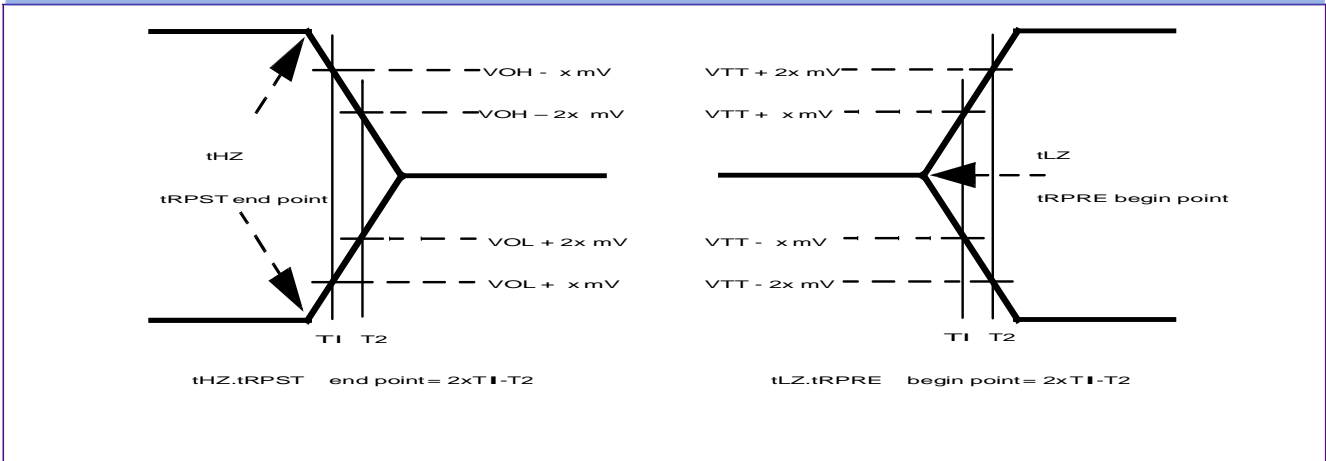 VOH - x mV
VTT + 2x mV
VOH – 2x mV
VTT + x mV
tHZ
tLZ
tRPST end point
tRPRE begin point
VOL + 2x mV
VTT - x mV
VOL + x mV
VTT - 2x mV
T1 T2
T1 T2
tHZ.tRPST end point = 2xT1-T2
tLZ.tRPRE begin point = 2xT1-T2